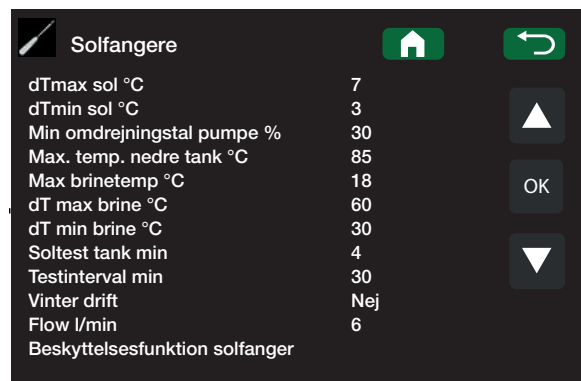 Solfangere
dTmax sol °C 7
dTmin sol °C 3
Min omdrejningstal pumpe % 30
Max. temp. nedre tank °C 85
Max brinetemp °C 18
dT max brine °C 60
dT min brine °C 30
Soltest tank min 4
Testinterval min 30
Vinter drift Nej
Flow l/min 6
Beskyttelsesfunktion solfanger
OK